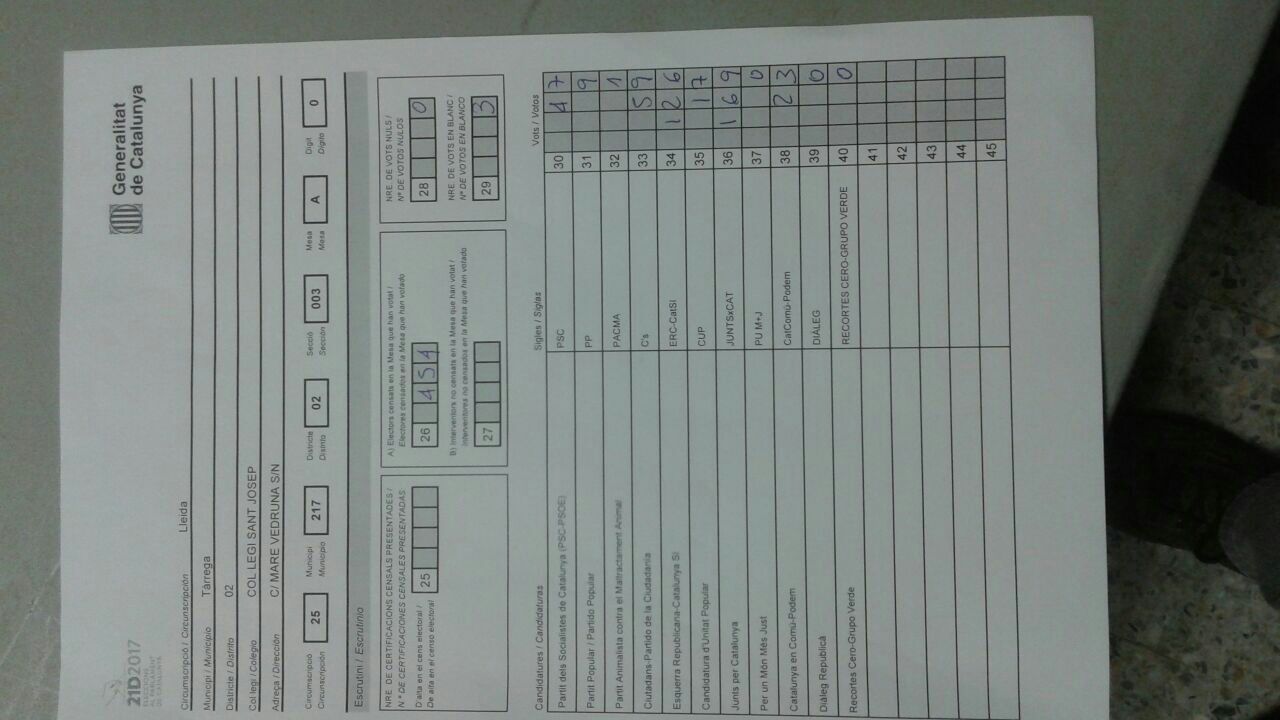 21D2017
ELECCIONS
AL PARLAMENT
DE CATALUNYA
Generalitat
de Catalunya
Circumscripció / Circunscripción Lleida
Municipi / Municipio Tàrrega
Districte / Distrito 02
Col·legi / Colegio COL·LEGI SANT JOSEP
Adreça / Dirección C/ MARE VEDRUNA S/N
Circumscripció
Circunscripción 25 Municipi
Municipio 217 Districte
Distrito 02 Secció
Sección 003 Mesa
Mesa A Dígit
Dígito 0
Escrutini / Escrutinio
NRE. DE CERTIFICACIONS CENSALS PRESENTADES /
Nº DE CERTIFICACIONES CENSALES PRESENTADAS
D'alta en el cens electoral /
De alta en el censo electoral 25
A) Electors censats en la Mesa que han votat /
Electores censados en la Mesa que han votado
26 454
B) Interventors no censats en la Mesa que han votat /
Interventores no censados en la Mesa que han votado
27
NRE. DE VOTS NULS /
Nº DE VOTOS NULOS
28 0
NRE. DE VOTS EN BLANC /
Nº DE VOTOS EN BLANCO
29 3
Candidatures / Candidaturas Sigles / Siglas Vots / Votos
Partit dels Socialistes de Catalunya (PSC-PSOE) PSC 30 47
Partit Popular / Partido Popular PP 31 9
Partit Animalista contra el Maltractament Animal PACMA 32 1
Ciutadans-Partido de la Ciudadanía C's 33 59
Esquerra Republicana-Catalunya Sí ERC-CatSI 34 126
Candidatura d'Unitat Popular CUP 35 17
Junts per Catalunya JUNTSxCAT 36 169
Per un Món Més Just PU M+J 37 0
Catalunya en Comú-Podem CatComú-Podem 38 23
Diàleg Republicà DIÀLEG 39 0
Recortes Cero-Grupo Verde RECORTES CERO-GRUPO VERDE 40 0
41
42
43
44
45